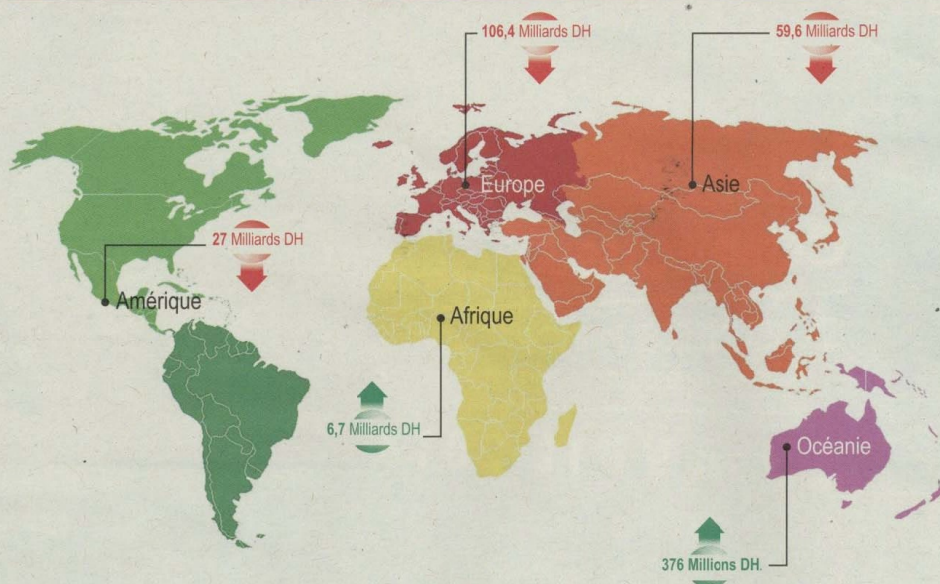 106,4 Milliards DH
59,6 Milliards DH
Europe
Asie
27 Milliards DH
Amérique
Afrique
6,7 Milliards DH
Océanie
376 Millions DH.